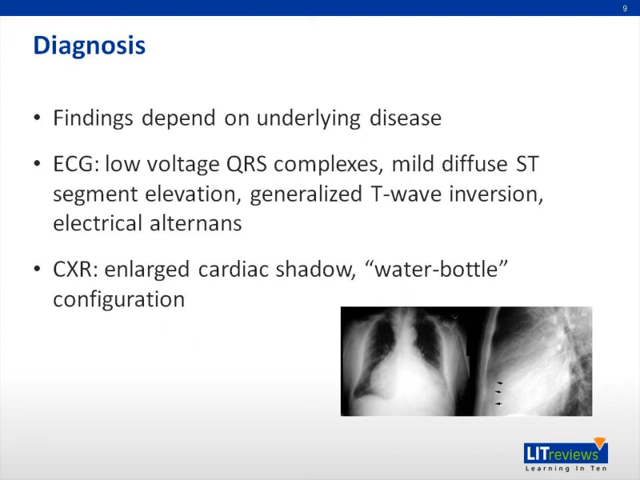 9
Diagnosis
• Findings depend on underlying disease
• ECG: low voltage QRS complexes, mild diffuse ST
segment elevation, generalized T-wave inversion,
electrical alternans
• CXR: enlarged cardiac shadow, “water-bottle”
configuration
LITreviews
Learning In Ten